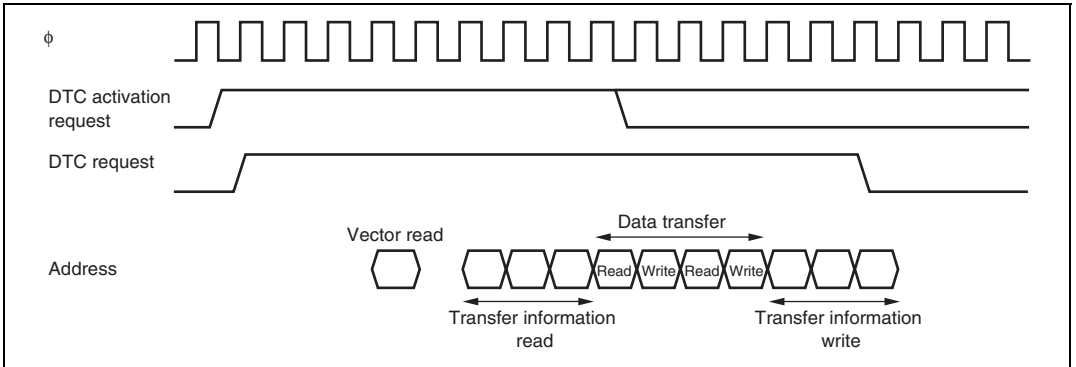 ϕ
DTC activation
request
DTC request
Data transfer
Vector read
Address
Read Write Read Write
Transfer information
read
Transfer information
write